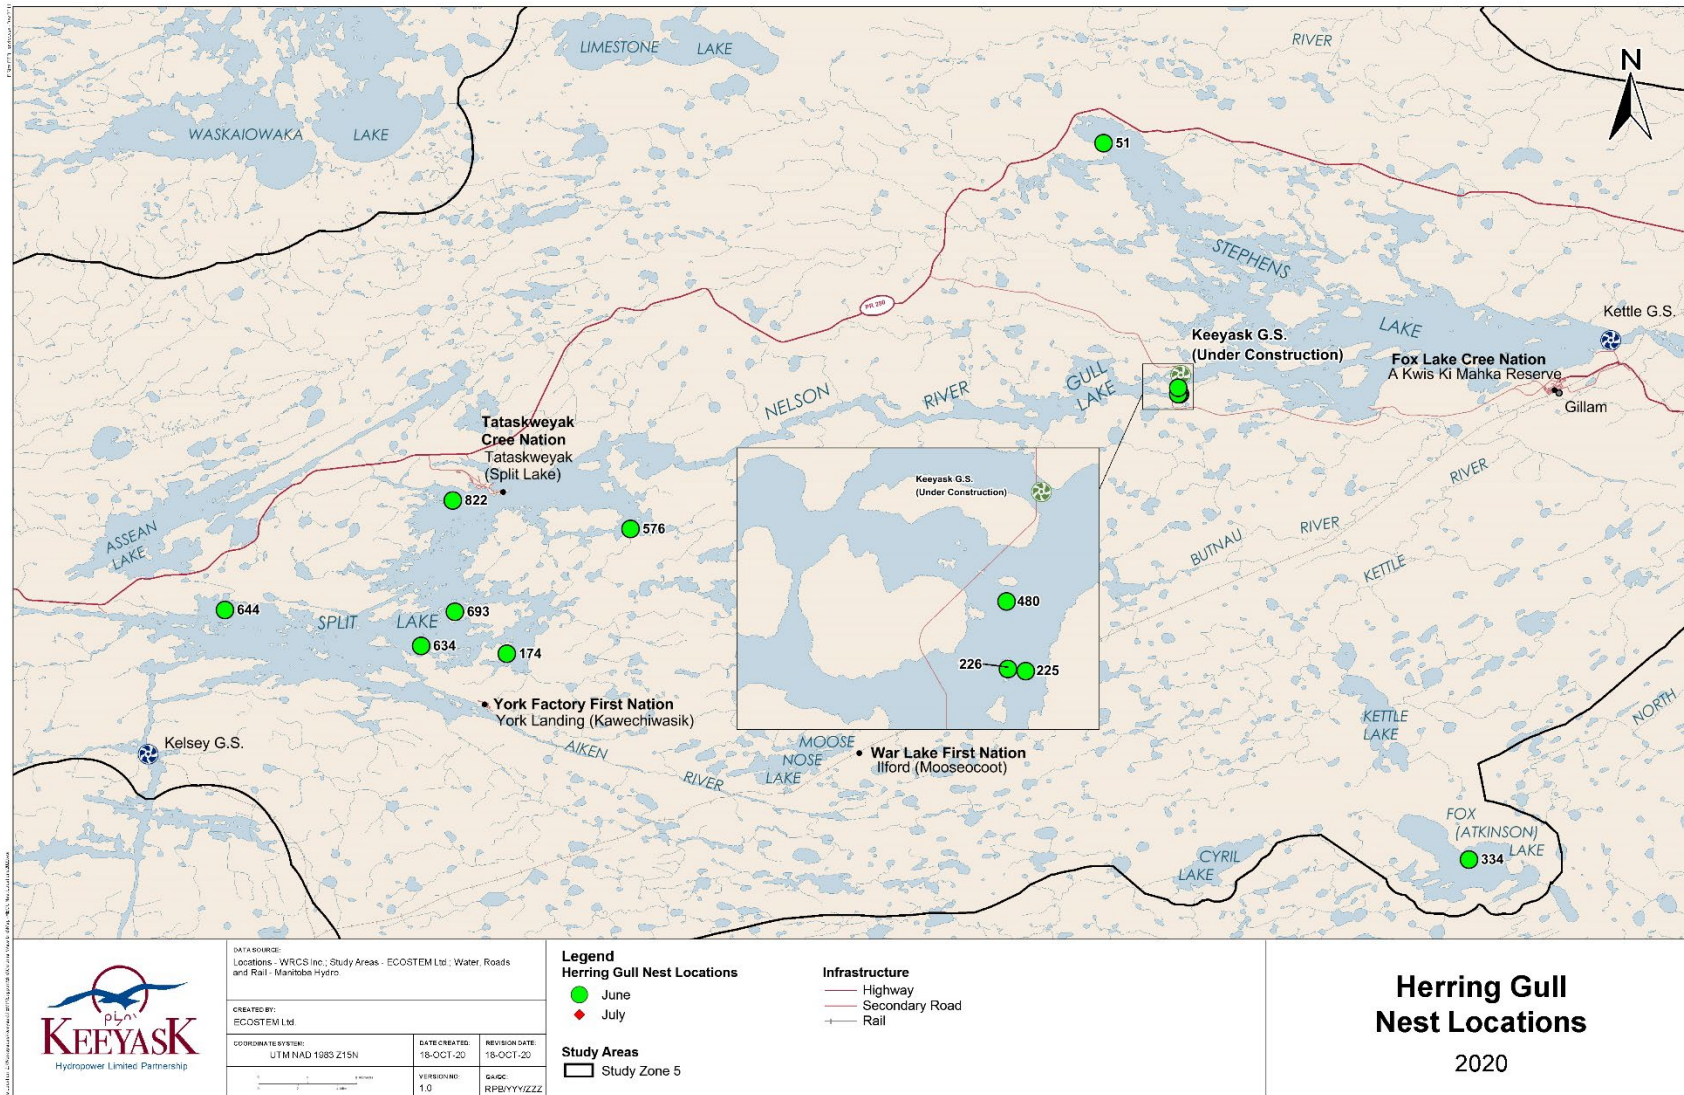 LIMESTONE LAKE
RIVER
N
WASKAIOWAKA LAKE
51
STEPHENS
LAKE
Kettle G.S.
PR 280
Keeyask G.S.
(Under Construction)
Fox Lake Cree Nation
A Kwis Ki Mahka Reserve
Gillam
GULL
LAKE
NELSON RIVER
Tataskweyak
Cree Nation
Tataskweyak
(Split Lake)
822
576
ASSEAN
LAKE
RIVER
RIVER
BUTNAU
KETTLE
Keeyask G.S.
(Under Construction)
480
226
225
644
693
SPLIT LAKE
634
174
York Factory First Nation
York Landing (Kawechiwasik)
Kelsey G.S.
AIKEN
RIVER
MOOSE
NOSE
LAKE
War Lake First Nation
Ilford (Mooseocoot)
KETTLE
LAKE
NORTH
FOX
(ATKINSON)
LAKE
334
CYRIL
LAKE
KEEYASK
Hydropower Limited Partnership
DATA SOURCE:
Locations - WRCS Inc.; Study Areas - ECOSTEM Ltd.; Water, Roads
and Rail - Manitoba Hydro
CREATED BY:
ECOSTEM Ltd.
COORDINATE SYSTEM:
UTM NAD 1983 Z15N
DATE CREATED:
18-OCT-20
REVISION DATE:
18-OCT-20
VERSION NO:
1.0
QA/QC:
RPB/YYY/ZZZ
Legend
Herring Gull Nest Locations
June
July
Study Areas
Study Zone 5
Infrastructure
Highway
Secondary Road
Rail
Herring Gull
Nest Locations
2020